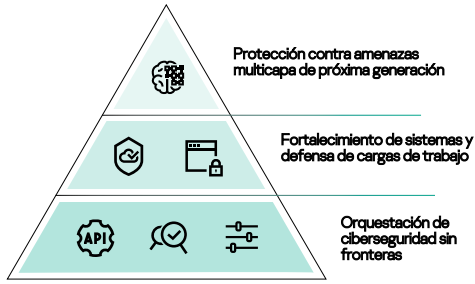 Protección contra amenazas
multicapa de próxima generación
Fortalecimiento de sistemas y
defensa de cargas de trabajo
API
Orquestación de
ciberseguridad sin
fronteras